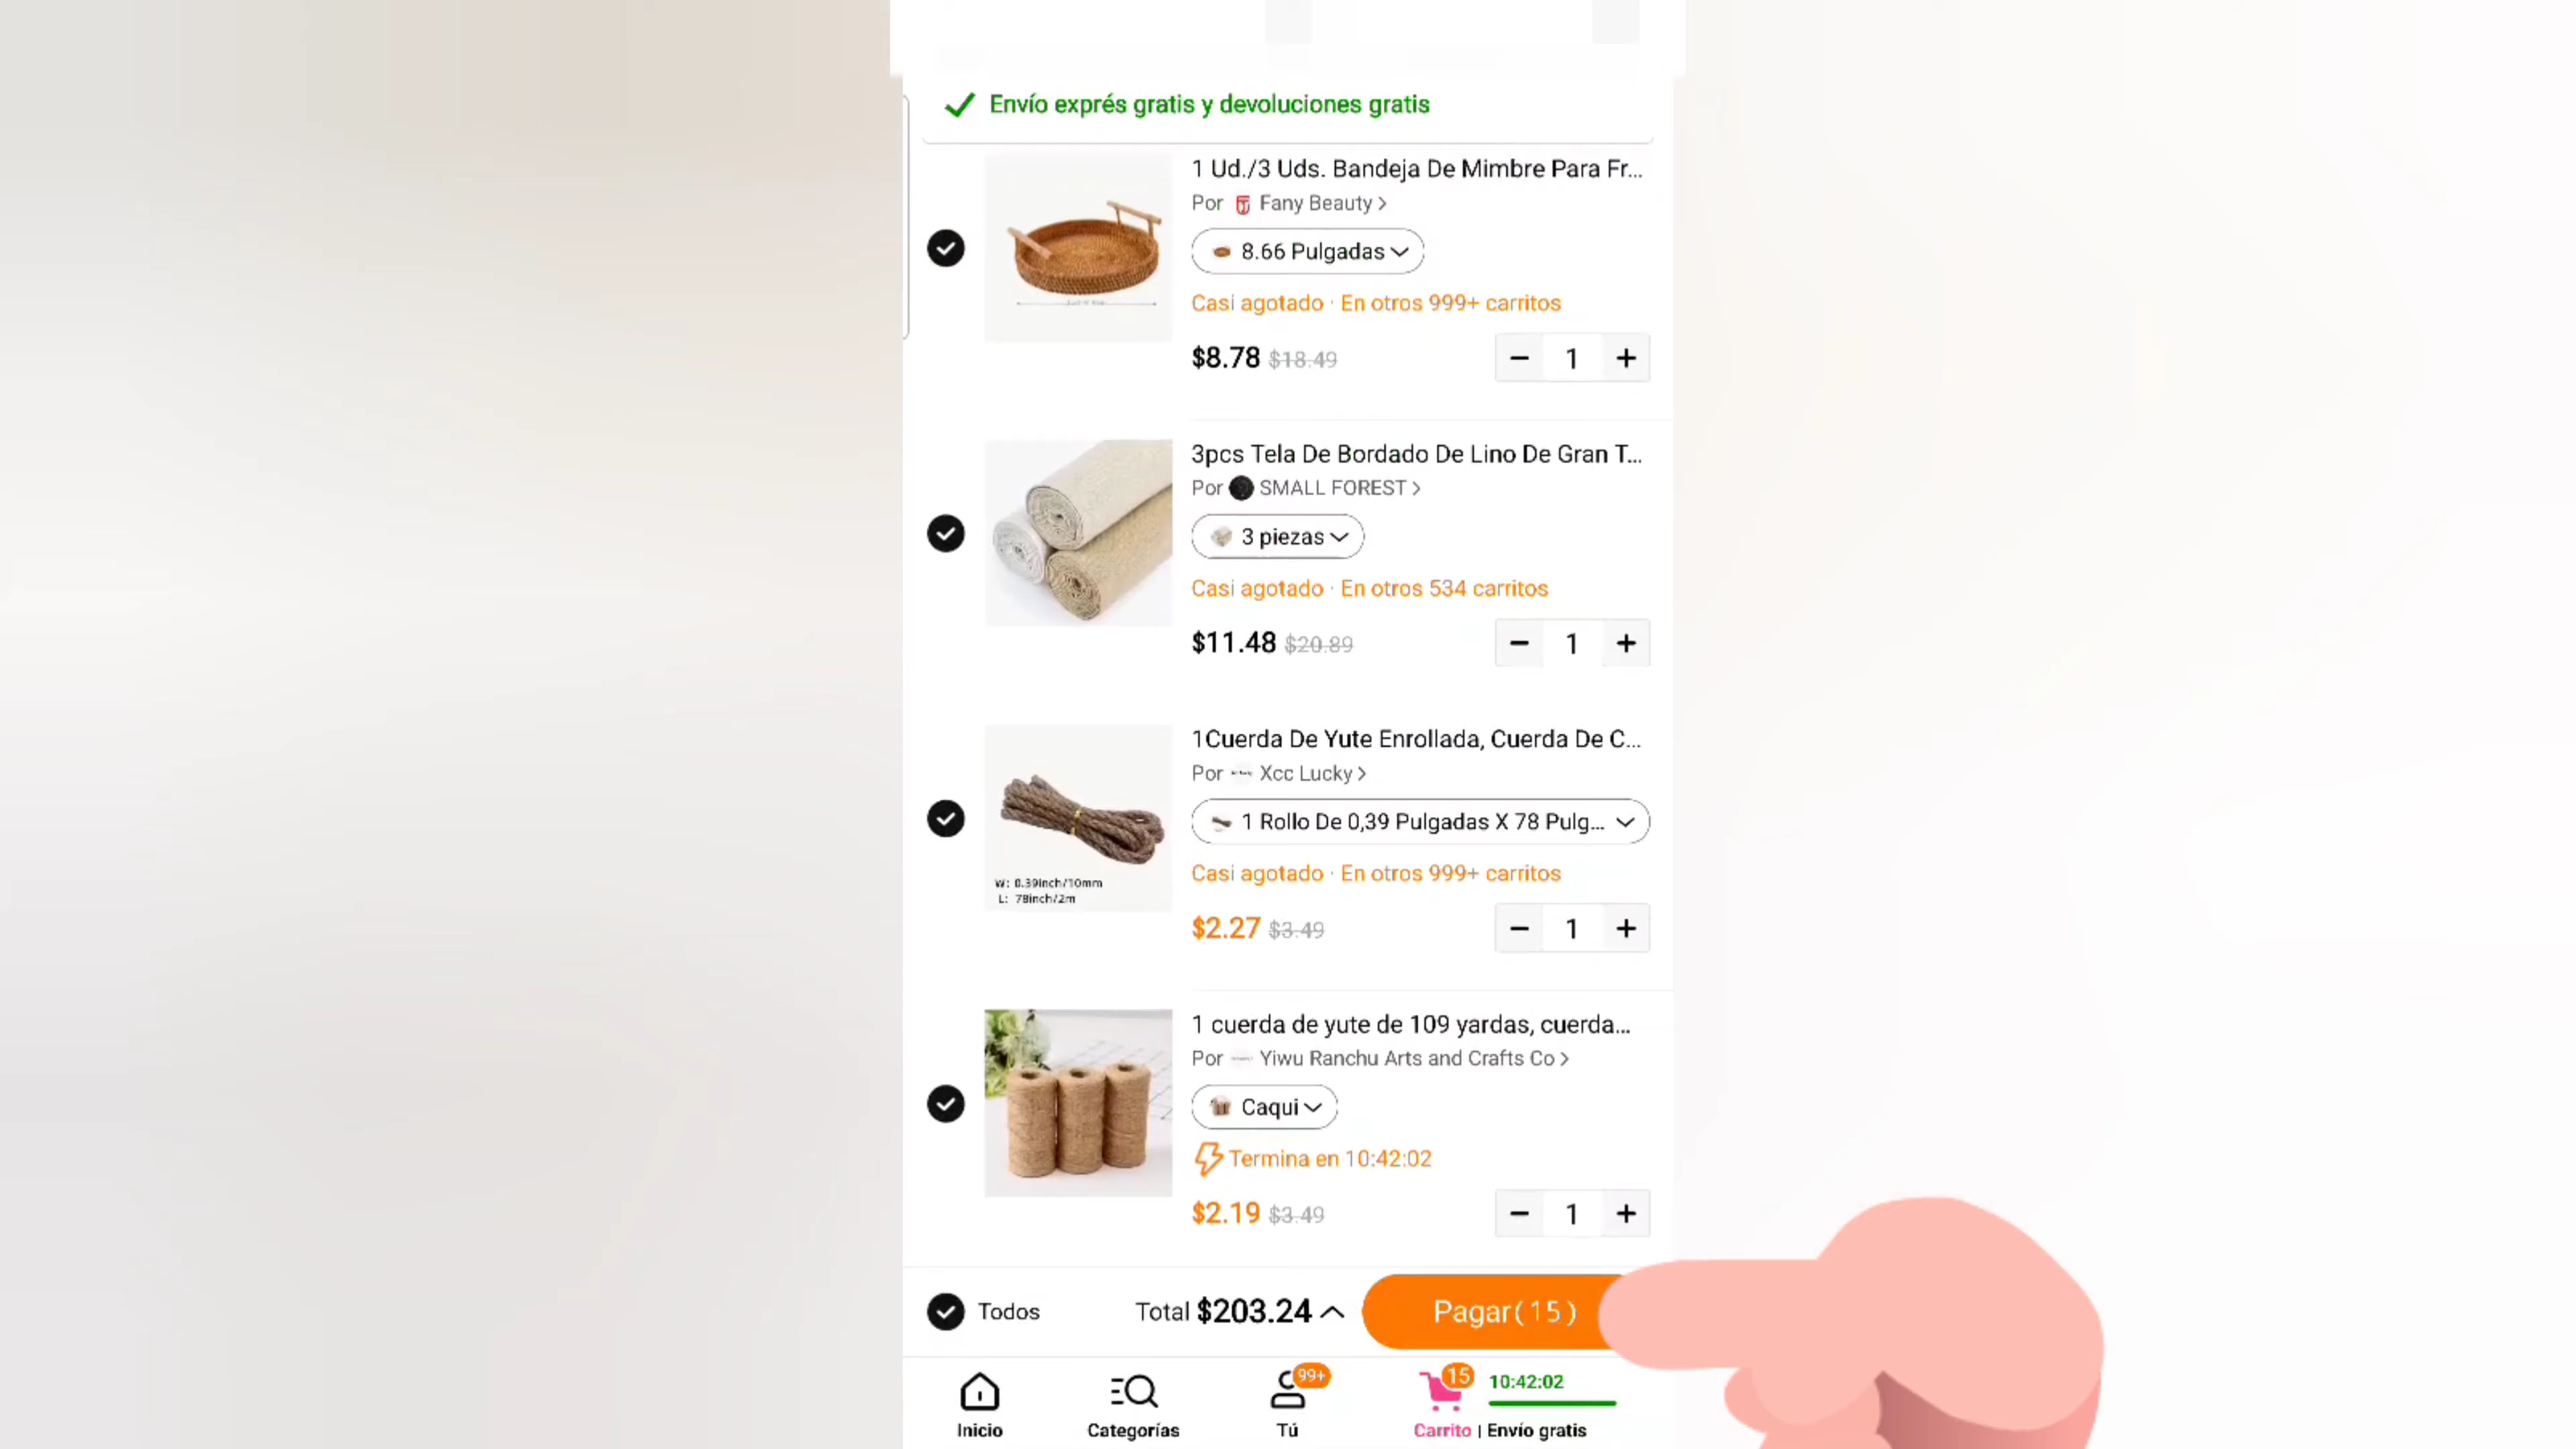 Envío exprés gratis y devoluciones gratis
1 Ud./3 Uds. Bandeja De Mimbre Para Fr...
Por Fany Beauty >
8.66 Pulgadas
Casi agotado · En otros 999+ carritos
$8.78 $18.49
− 1 +
3pcs Tela De Bordado De Lino De Gran T...
Por SMALL FOREST >
3 piezas
Casi agotado · En otros 534 carritos
$11.48 $20.89
− 1 +
1Cuerda De Yute Enrollada, Cuerda De C...
Por Xcc Lucky >
1 Rollo De 0,39 Pulgadas X 78 Pulg...
W: 0.39inch/10mm
L: 78inch/2m
Casi agotado · En otros 999+ carritos
$2.27 $3.49
− 1 +
1 cuerda de yute de 109 yardas, cuerda...
Por Yiwu Ranchu Arts and Crafts Co >
Caqui
Termina en 10:42:02
$2.19 $3.49
− 1 +
Todos
Total $203.24
Pagar(15)
99+
15
10:42:02
Inicio
Categorías
Tú
Carrito | Envío gratis